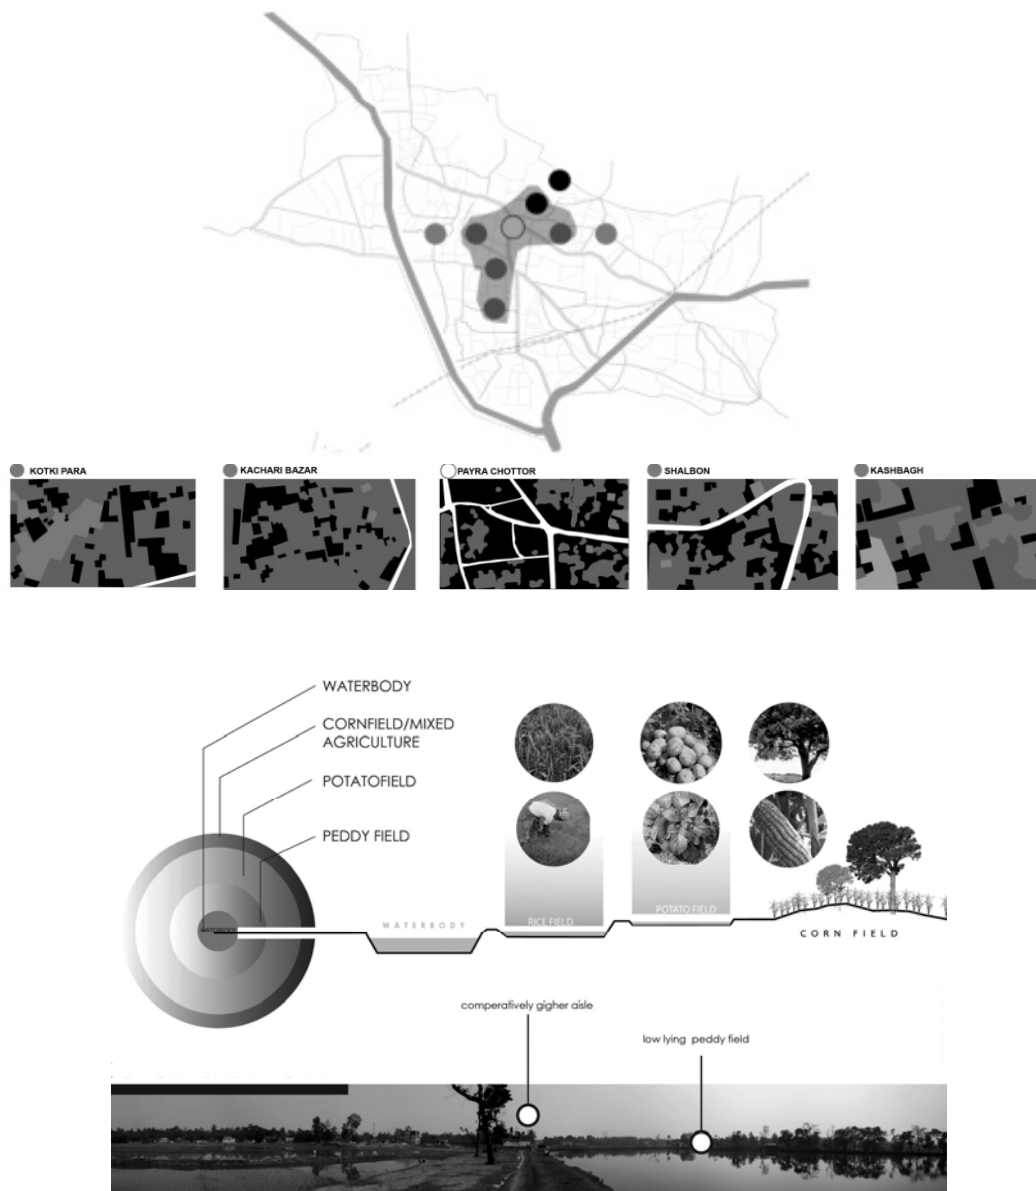 KOTKI PARA
KACHARI BAZAR
PAYRA CHOTTOR
SHALBON
KASHBAGH
WATERBODY
CORNFIELD/MIXED
AGRICULTURE
POTATOFIELD
PEDDY FIELD
WATERBODY
WATERBODY
RICE FIELD
POTATO FIELD
CORN FIELD
comperatively gigher aisle
low lying peddy field